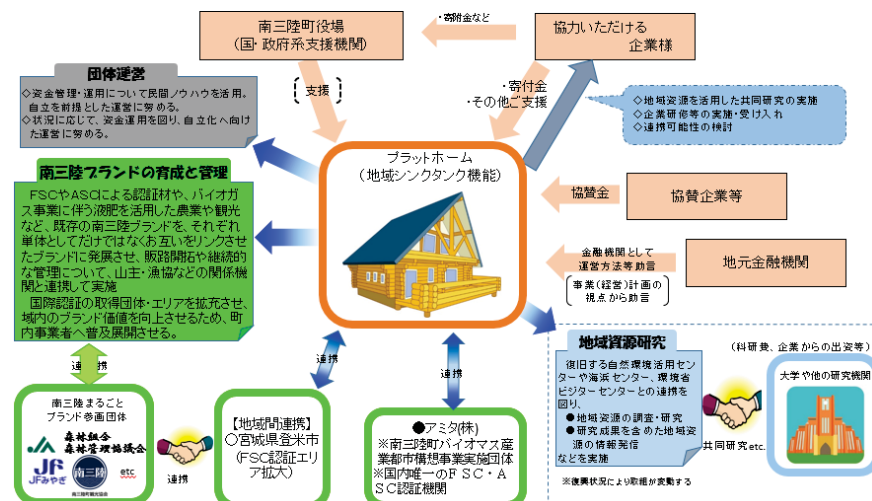 南三陸町役場
(国・政府系支援機関)
・寄附金など
協力いただける
企業様
団体運営
◇資金管理・運用について民間ノウハウを活用。
自立を前提とした運営に努める。
◇状況に応じて、資金運用を図り、自立化へ向け
た運営に努める。
支援
・寄付金
・その他ご支援
◇地域資源を活用した共同研究の実施
◇企業研修等の実施・受け入れ
◇連携可能性の検討
南三陸ブランドの育成と管理
FSCやASCによる認証材や、バイオガ
ス事業に伴う液肥を活用した農業や観光
など、既存の南三陸ブランドを、それぞれ
単体としてだけではなくお互いをリンクさせ
たブランドに発展させ、販路開拓や継続的
な管理について、山主・漁協などの関係機
関と連携して実施
国際認証の取得団体・エリアを拡充させ、
域内のブランド価値を向上させるため、町
内事業者へ普及展開させる。
プラットホーム
(地域シンクタンク機能)
協賛金
協賛企業等
金融機関として
運営方法等助言
事業(経営)計画の
視点から助言
地元金融機関
連携
連携
連携
南三陸まるごと
ブランド参画団体
JA
森林組合
森林管理協議会
JF
JFみやぎ
南三陸
etc
南三陸町観光協会
連携
【地域間連携】
○宮城県登米市
(FSC認証エリ
ア拡大)
●アミタ(株)
※南三陸町バイオマス産
業都市構想事業実施団体
※国内唯一のFSC・A
SC認証機関
地域資源研究
復旧する自然環境活用セン
ターや海浜センター、環境省
ビジターセンターとの連携を
図り、
●地域資源の調査・研究
●研究成果を含めた地域資
源の情報発信
などを実施
(科研費、企業からの出資等)
大学や他の研究機関
共同研究etc.
※復興状況により取組が変動する